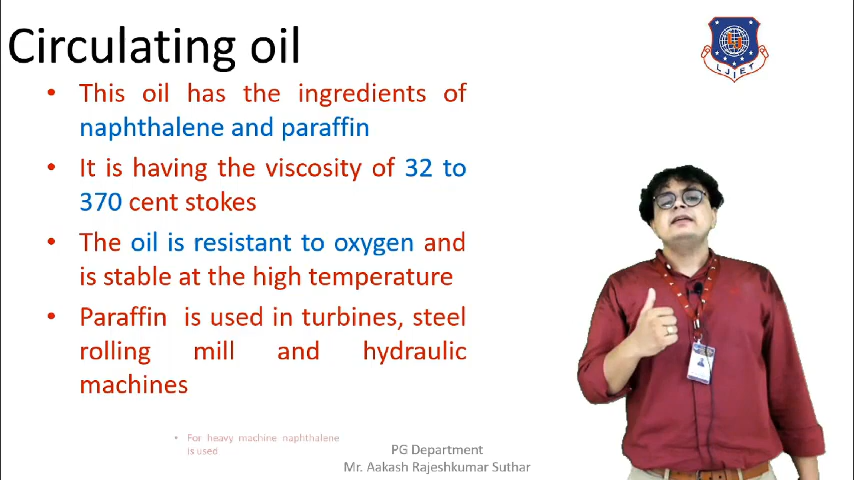 Circulating oil
• This oil has the ingredients of
naphthalene and paraffin
• It is having the viscosity of 32 to
370 cent stokes
• The oil is resistant to oxygen and
is stable at the high temperature
• Paraffin is used in turbines, steel
rolling mill and hydraulic
machines
• For heavy machine naphthalene
is used
PG Department
Mr. Aakash Rajeshkumar Suthar
LJIET